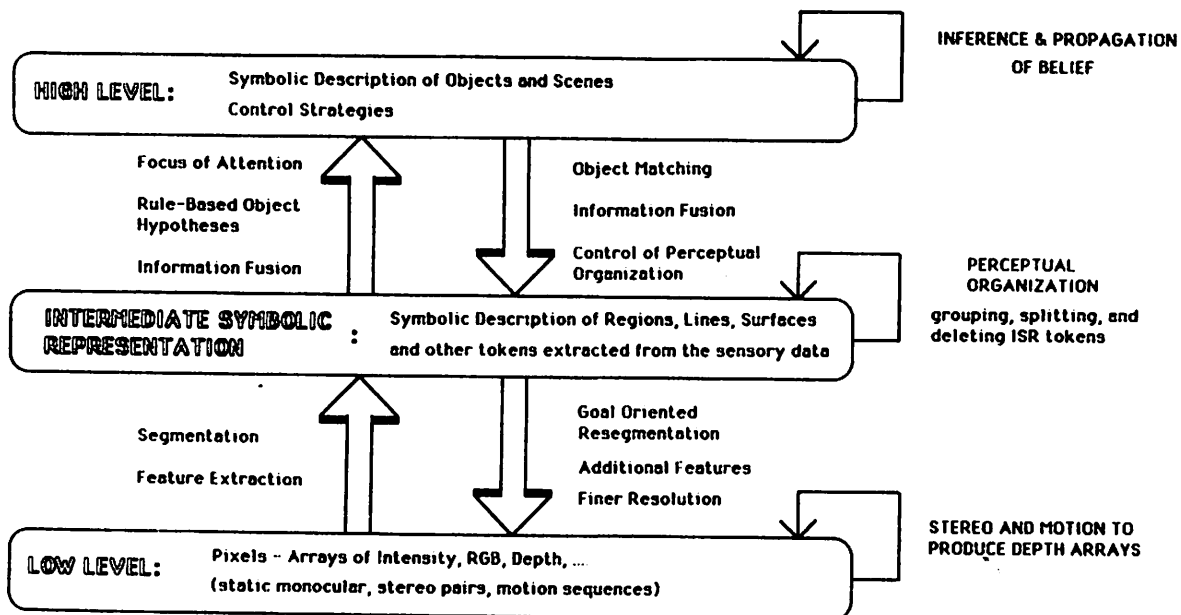 INFERENCE & PROPAGATION
OF BELIEF
HIGH LEVEL:
Symbolic Description of Objects and Scenes
Control Strategies
Focus of Attention
Rule-Based Object
Hypotheses
Information Fusion
Object Matching
Information Fusion
Control of Perceptual
Organization
PERCEPTUAL
ORGANIZATION
grouping, splitting, and
deleting ISR tokens
INTERMEDIATE SYMBOLIC
REPRESENTATION :
Symbolic Description of Regions, Lines, Surfaces
and other tokens extracted from the sensory data
Segmentation
Feature Extraction
Goal Oriented
Resegmentation
Additional Features
Finer Resolution
STEREO AND MOTION TO
PRODUCE DEPTH ARRAYS
LOW LEVEL:
Pixels -- Arrays of Intensity, RGB, Depth, ...
(static monocular, stereo pairs, motion sequences)